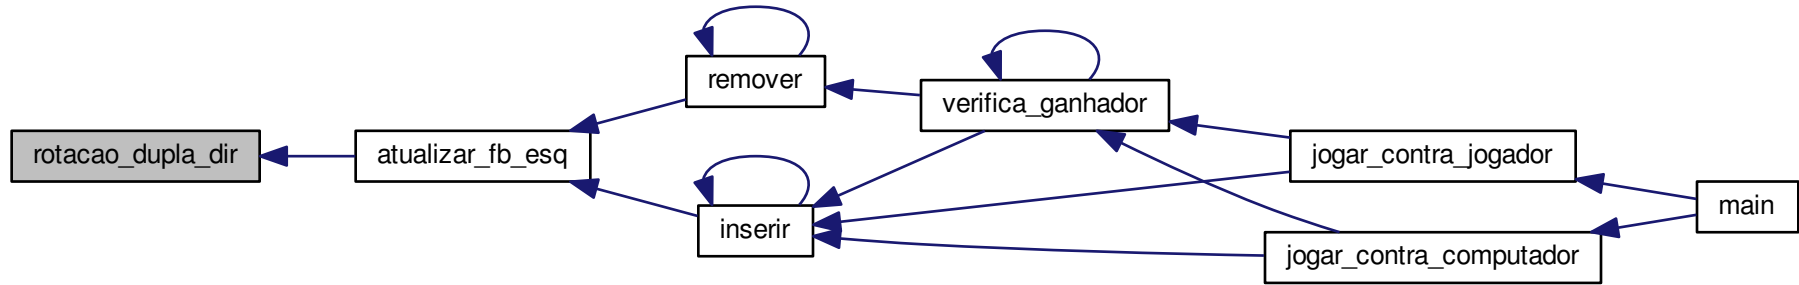 rotacao_dupla_dir
atualizar_fb_esq
remover
inserir
verifica_ganhador
jogar_contra_jogador
jogar_contra_computador
main